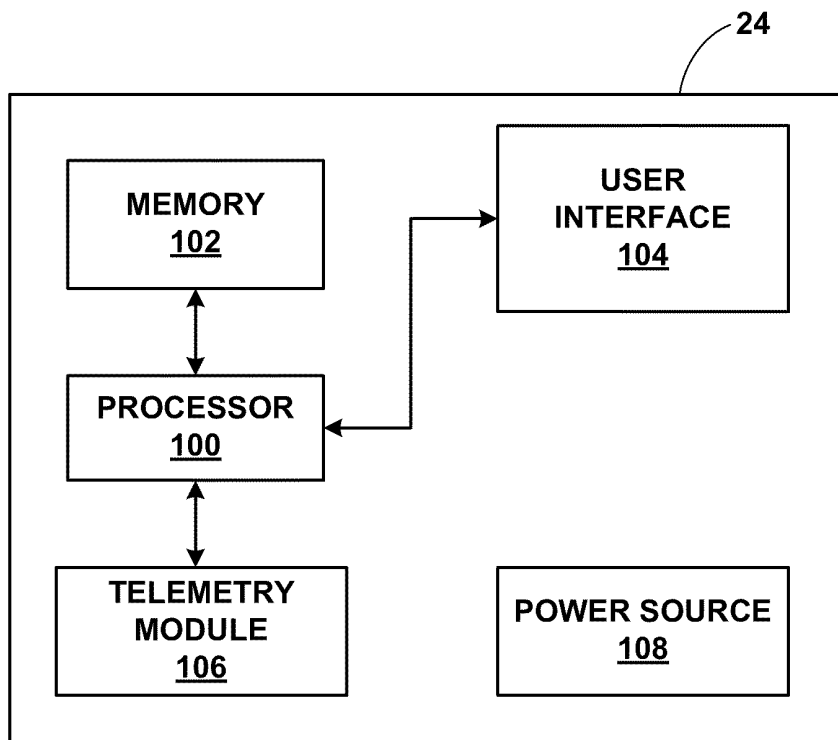 24
MEMORY
102
USER
INTERFACE
104
PROCESSOR
100
TELEMETRY
MODULE
106
POWER SOURCE
108